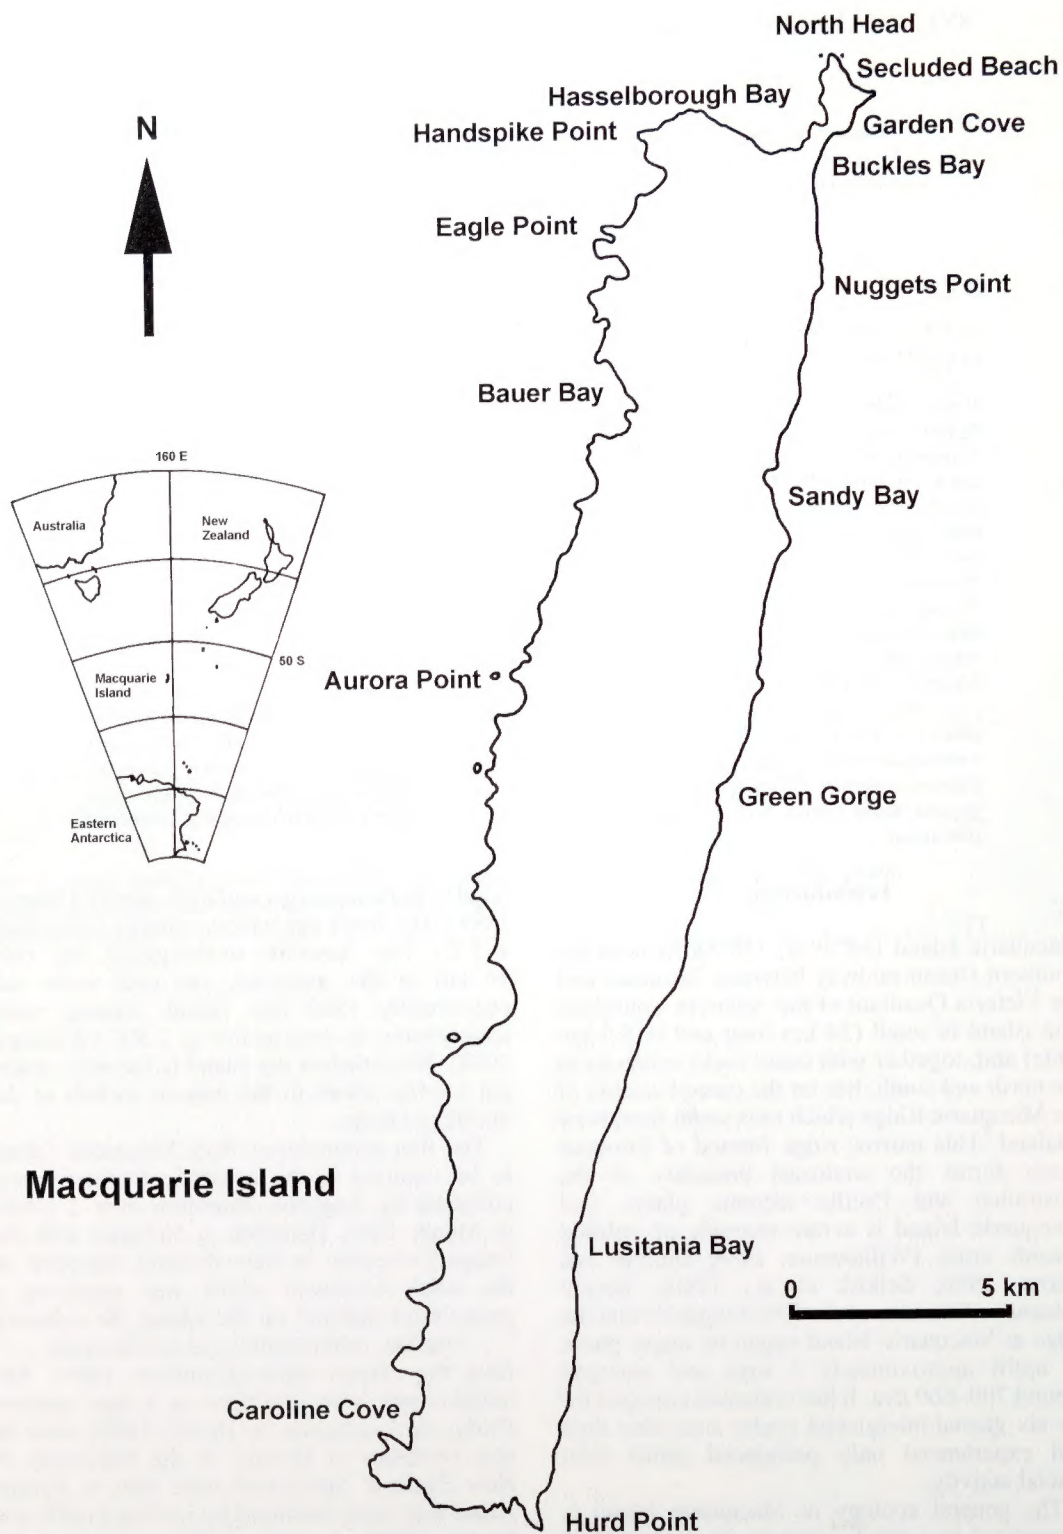 North Head
Secluded Beach
Hasselborough Bay
Handspike Point
Garden Cove
Buckles Bay
N
Eagle Point
Nuggets Point
Bauer Bay
160 E
Sandy Bay
Australia
New
Zealand
50 S
Macquarie
Island
Aurora Point
Green Gorge
Eastern
Antarctica
Macquarie Island
Lusitania Bay
0 5 km
Caroline Cove
Hurd Point